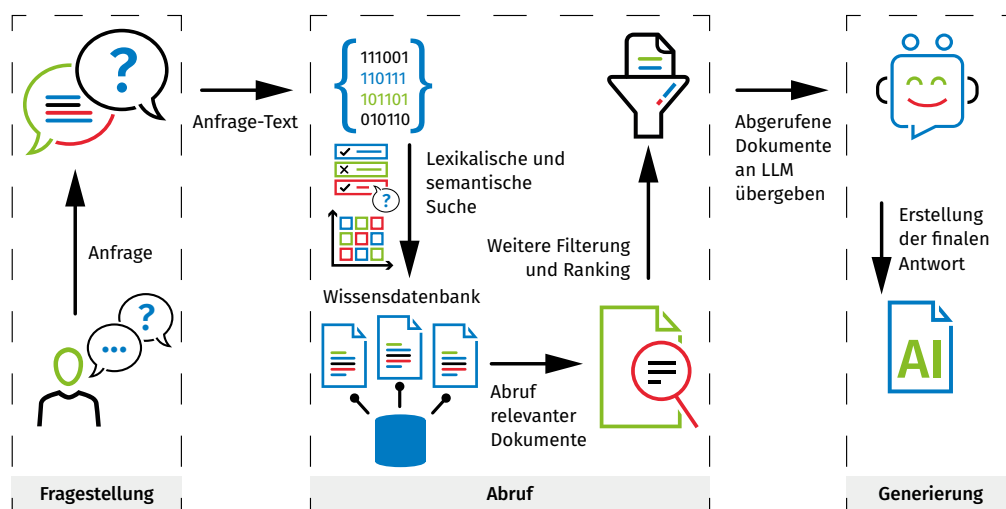 ?
Anfrage-Text
Anfrage
?
...
Fragestellung
111001
110111
101101
010110
?
Lexikalische und
semantische
Suche
Wissensdatenbank
Abruf
relevanter
Dokumente
Weitere Filterung
und Ranking
Abruf
Abgerufene
Dokumente
an LLM
übergeben
Erstellung
der finalen
Antwort
AI
Generierung